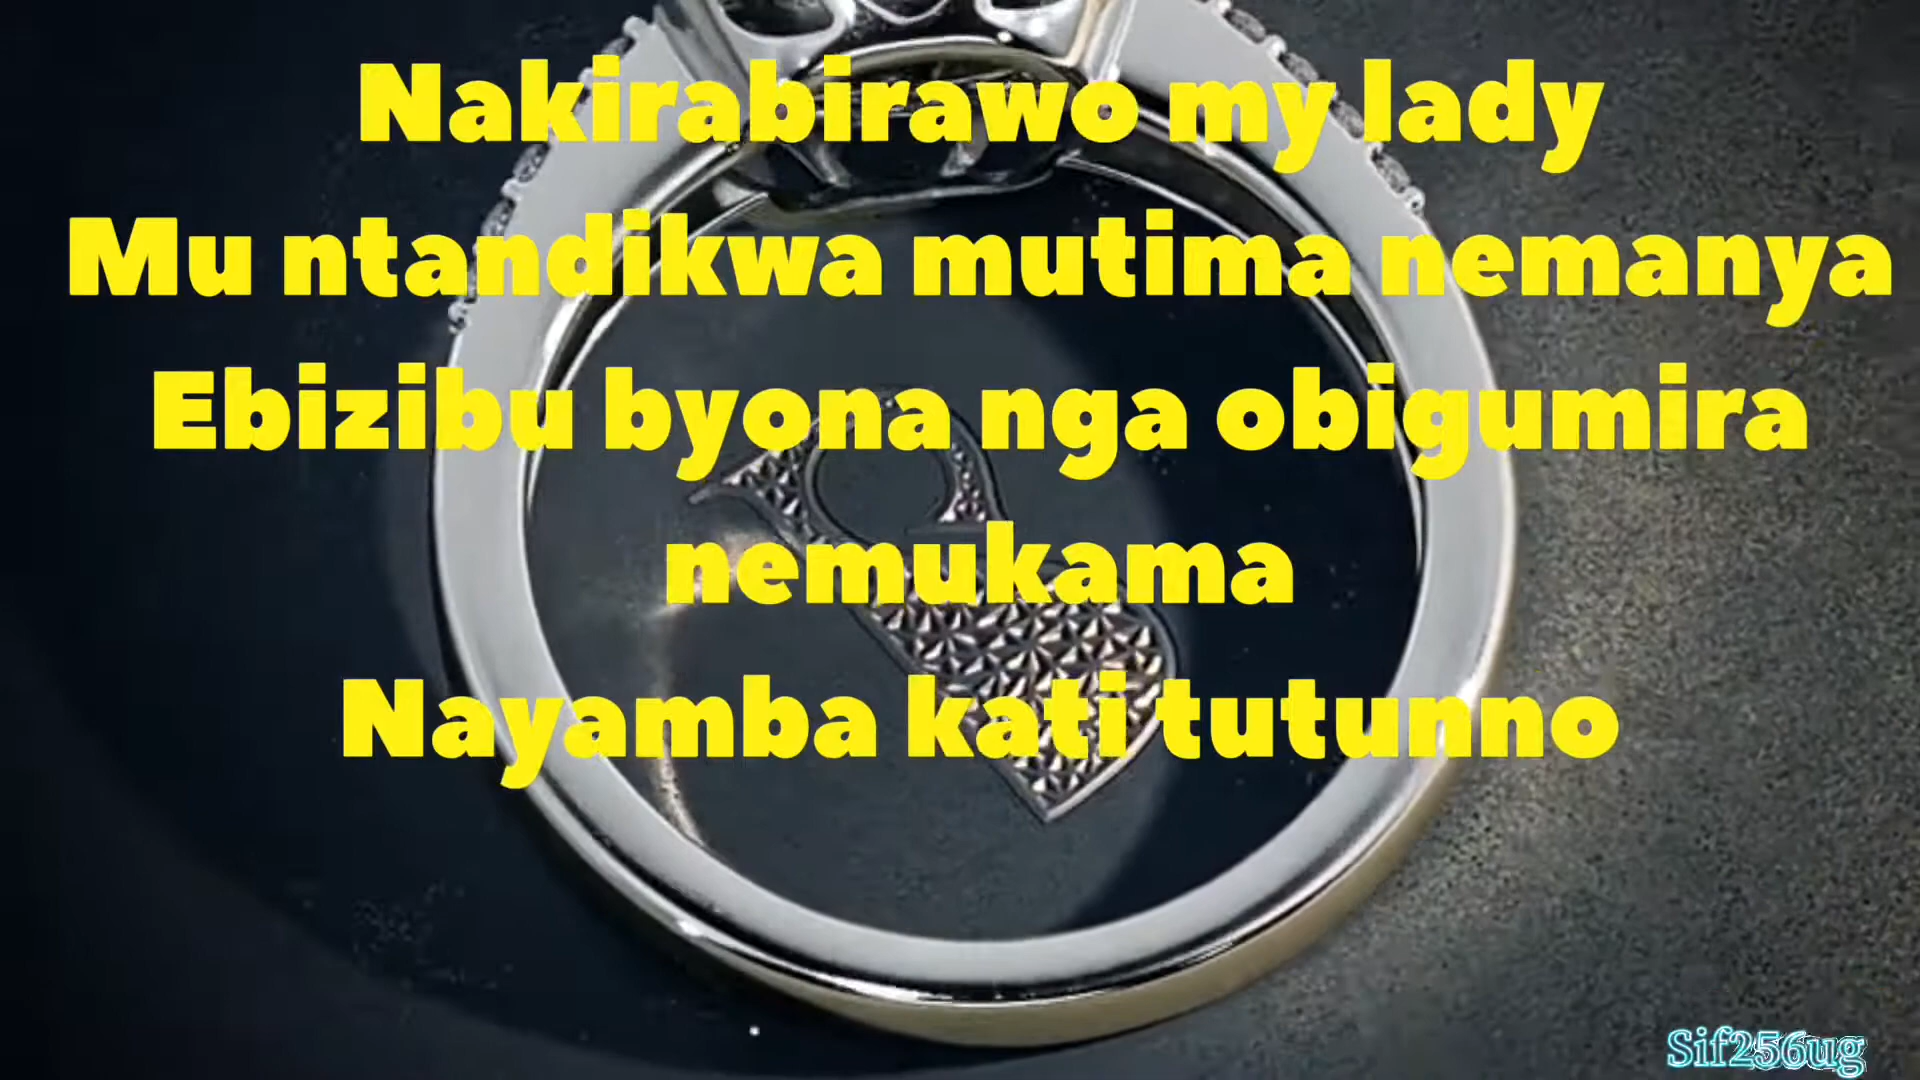 Nakirabirawo my lady
Mu ntandikwa mutima nemanya
Ebizibu byona nga obigumira
nemukama
Nayamba kati tutunno
Sif256ug